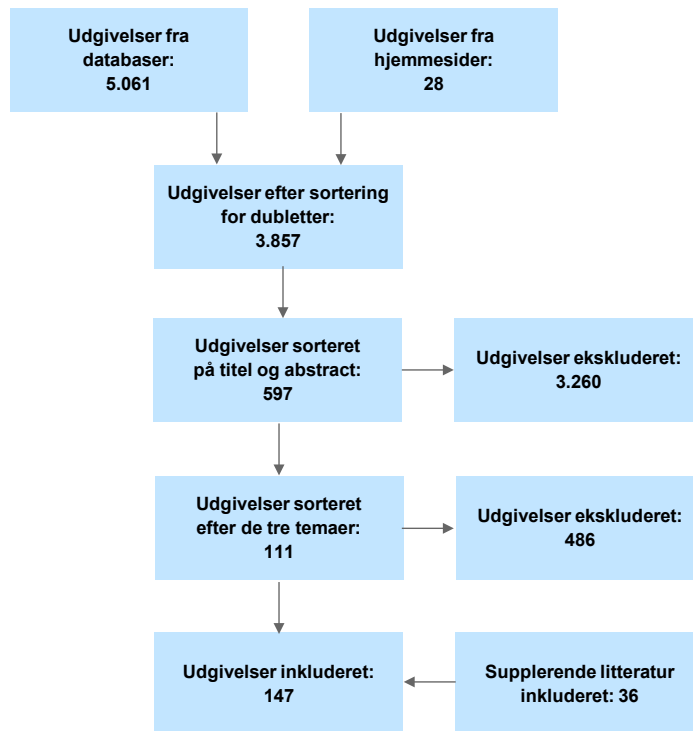 Udgivelser fra
databaser:
5.061
Udgivelser fra
hjemmesider:
28
Udgivelser efter sortering
for dubletter:
3.857
Udgivelser sorteret
på titel og abstract:
597
Udgivelser ekskluderet:
3.260
Udgivelser sorteret
efter de tre temaer:
111
Udgivelser ekskluderet:
486
Udgivelser inkluderet:
147
Supplerende litteratur
inkluderet: 36